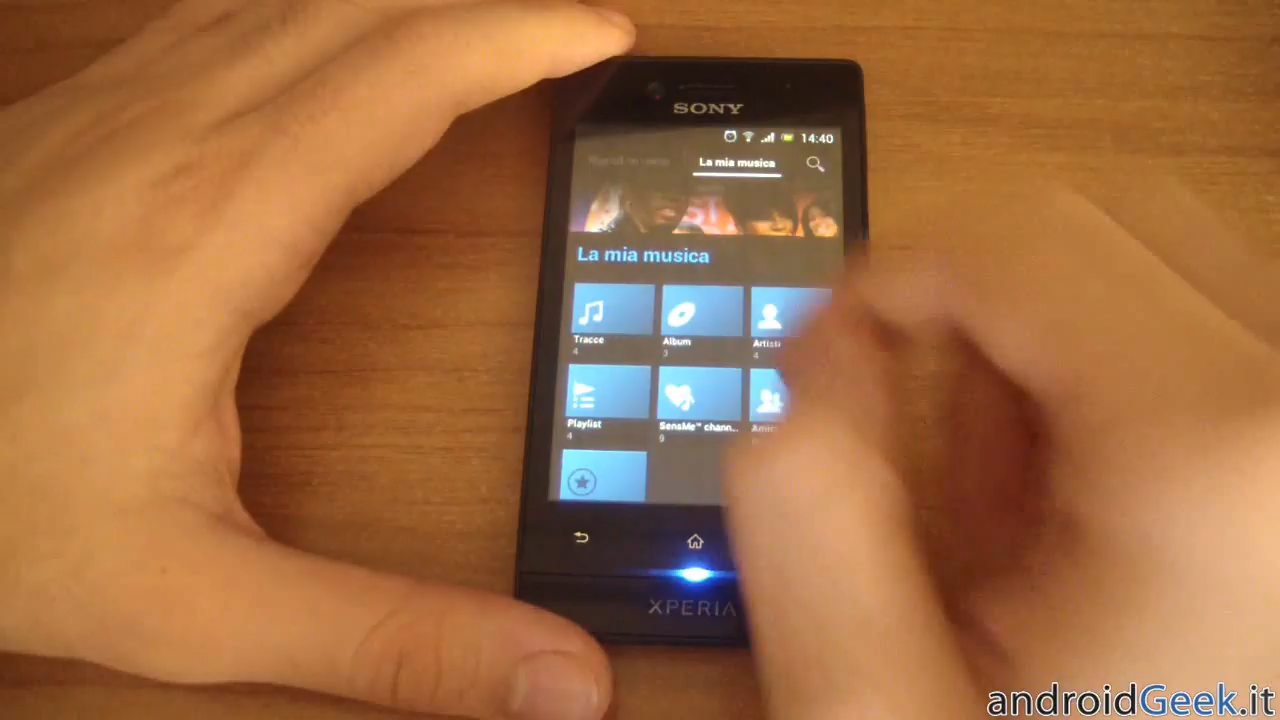 SONY
14:40
La mia musica
La mia musica
Tracce
4
Album
3
Artisti
4
Playlist
4
SensMe™ chann..
9
XPERIA
androidGeek.it